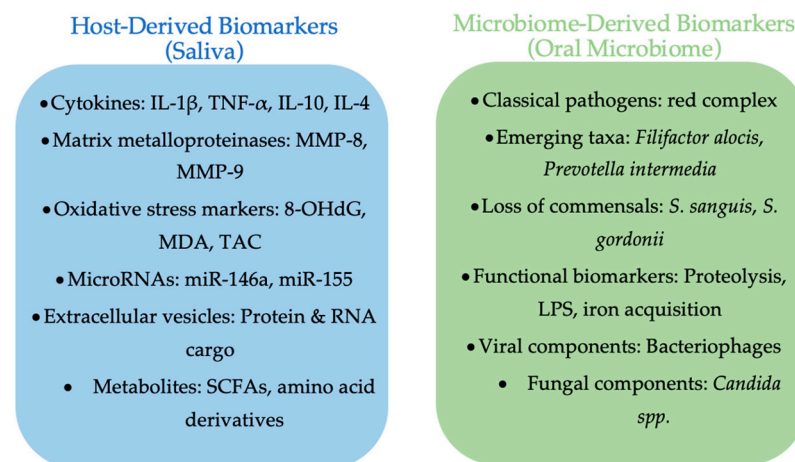 Host-Derived Biomarkers
(Saliva)
•Cytokines: IL-1β, TNF-α, IL-10, IL-4
•Matrix metalloproteinases: MMP-8,
MMP-9
•Oxidative stress markers: 8-OHdG,
MDA, TAC
•MicroRNAs: miR-146a, miR-155
•Extracellular vesicles: Protein & RNA
cargo
• Metabolites: SCFAs, amino acid
derivatives
Microbiome-Derived Biomarkers
(Oral Microbiome)
•Classical pathogens: red complex
•Emerging taxa: Filifactor alocis,
Prevotella intermedia
•Loss of commensals: S. sanguis, S.
gordonii
•Functional biomarkers: Proteolysis,
LPS, iron acquisition
•Viral components: Bacteriophages
• Fungal components: Candida
spp.